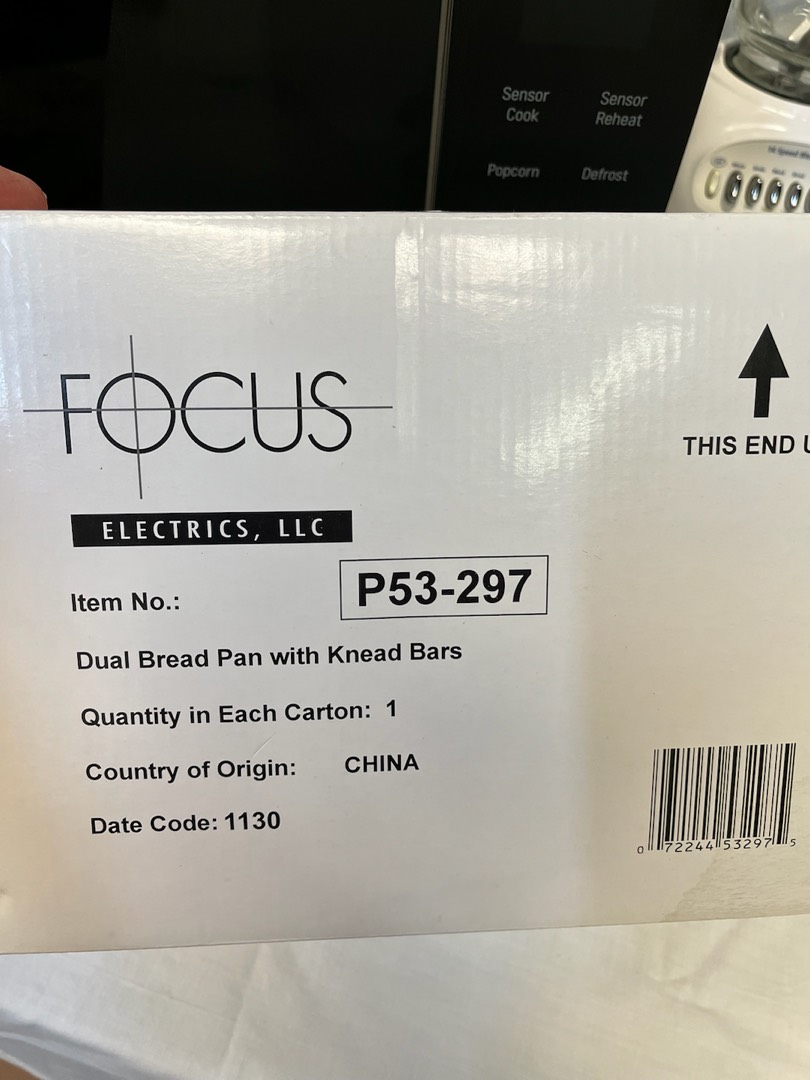 Sensor Cook
Sensor Reheat
Popcorn
Defrost
FOCUS
ELECTRICS, LLC
THIS END
Item No.: P53-297
Dual Bread Pan with Knead Bars
Quantity in Each Carton: 1
Country of Origin: CHINA
Date Code: 1130
0 72244 53297 5